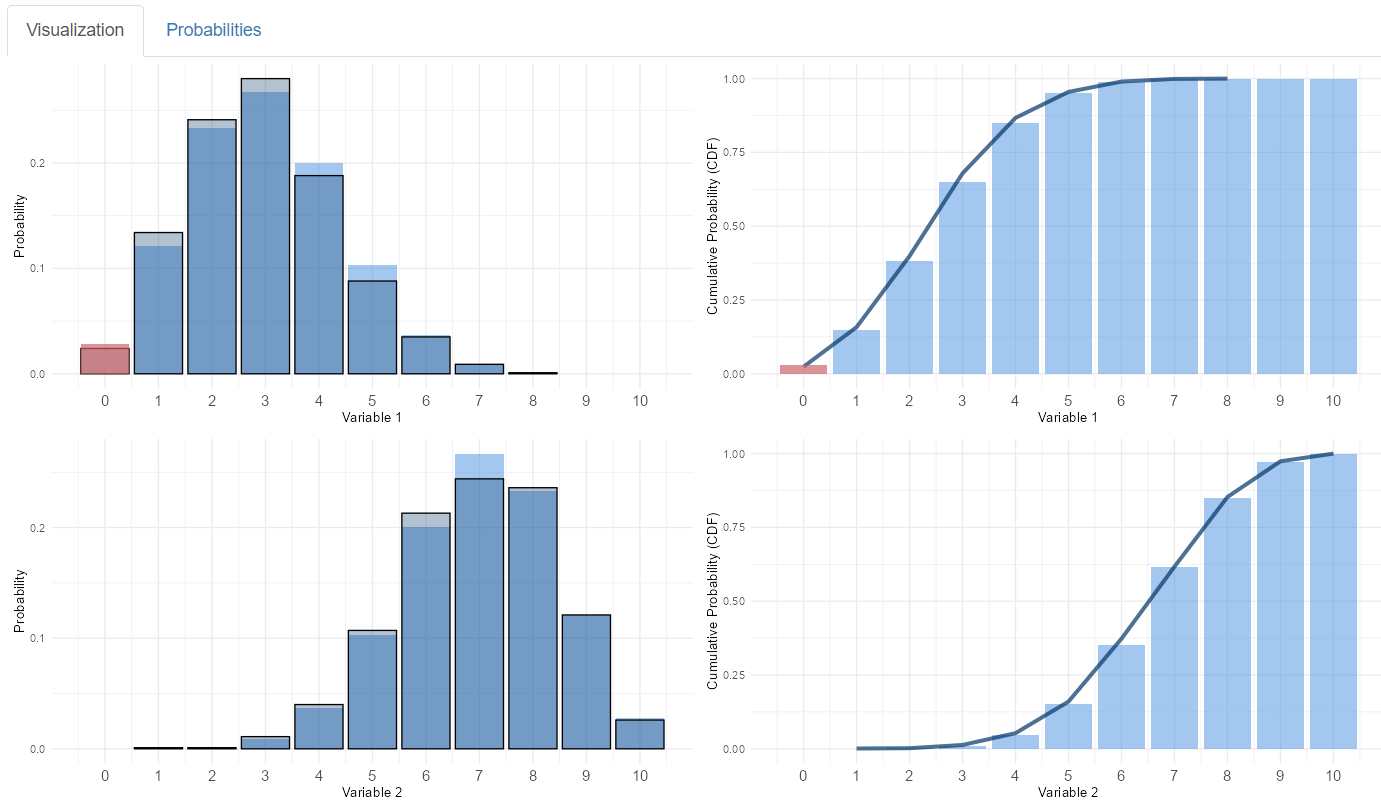 Visualization Probabilities
Probability
0.2
0.1
0.0
0 1 2 3 4 5 6 7 8 9 10
Variable 1
Cumulative Probability (CDF)
1.00
0.75
0.50
0.25
0.00
0 1 2 3 4 5 6 7 8 9 10
Variable 1
Probability
0.2
0.1
0.0
0 1 2 3 4 5 6 7 8 9 10
Variable 2
Cumulative Probability (CDF)
1.00
0.75
0.50
0.25
0.00
0 1 2 3 4 5 6 7 8 9 10
Variable 2